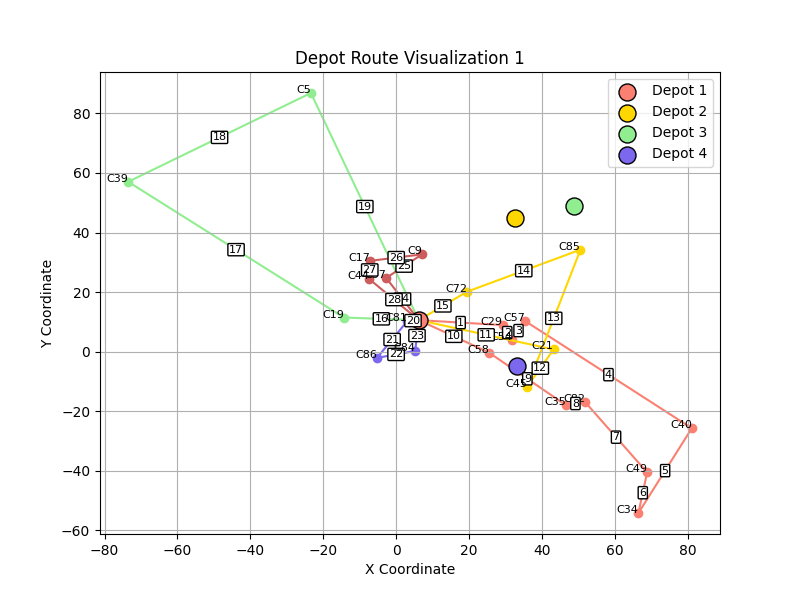 Depot Route Visualization 1
Depot 1
Depot 2
Depot 3
Depot 4
Y Coordinate
80
60
40
20
0
−20
−40
−60
−80
−60
−40
−20
0
20
40
60
80
X Coordinate
C5
18
C39
19
17
C85
C9
C17
26
25
27
14
C72
28
15
C19
16
C81
20
1
C29
C57
3
13
10
11
23
21
C21
C86
22
C84
C58
12
4
9
C45
C35
8
C40
7
C49
5
6
C34